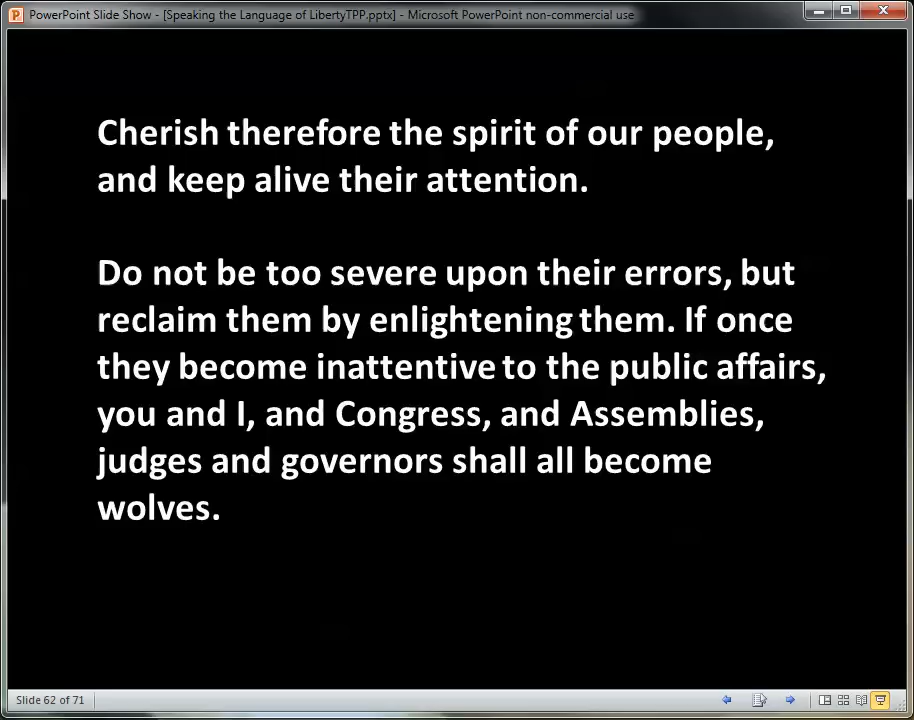 PowerPoint Slide Show - [Speaking the Language of LibertyTPP.pptx] - Microsoft PowerPoint non-commercial use
Cherish therefore the spirit of our people,
and keep alive their attention.
Do not be too severe upon their errors, but
reclaim them by enlightening them. If once
they become inattentive to the public affairs,
you and I, and Congress, and Assemblies,
judges and governors shall all become
wolves.
Slide 62 of 71